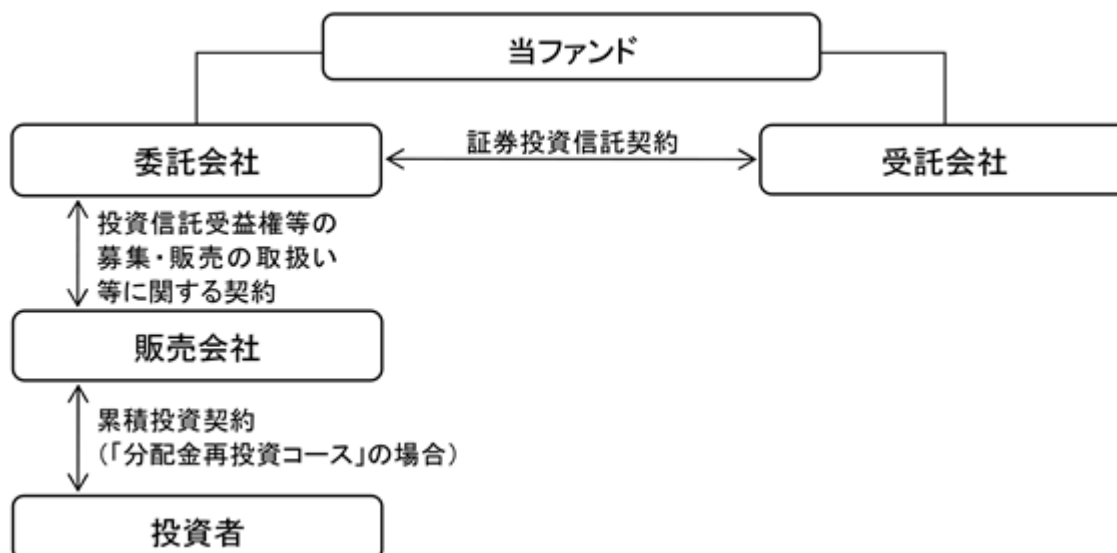 当ファンド
委託会社
証券投資信託契約
受託会社
投資信託受益権等の
募集・販売の取扱い
等に関する契約
販売会社
累積投資契約
(「分配金再投資コース」の場合)
投資者